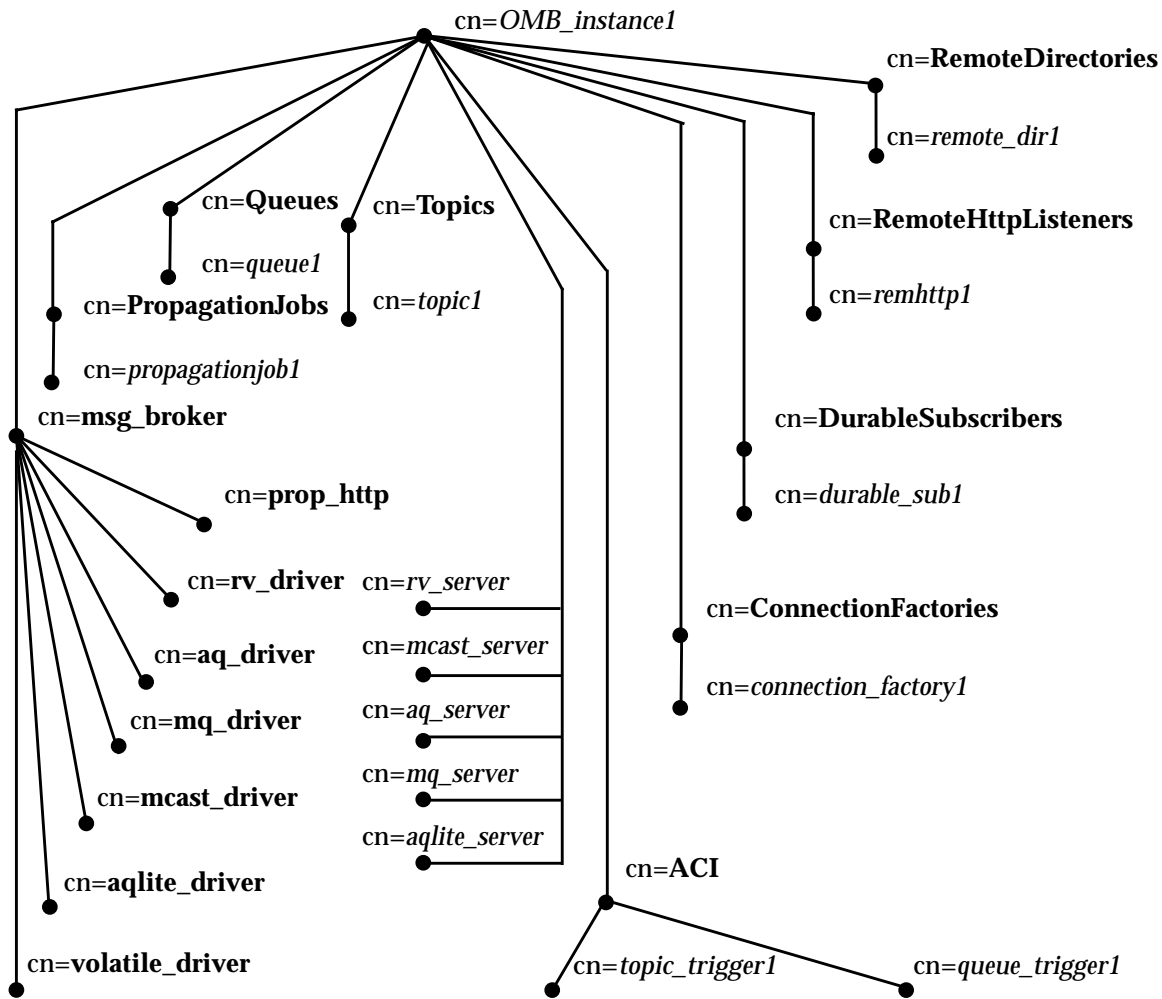 cn=OMB_instance1
cn=RemoteDirectories
cn=remote_dir1
cn=Queues
cn=Topics
cn=RemoteHttpListeners
cn=queue1
cn=topic1
cn=remhttp1
cn=PropagationJobs
cn=propagationjob1
cn=msg_broker
cn=DurableSubscribers
cn=prop_http
cn=durable_sub1
cn=rv_driver
cn=rv_server
cn=ConnectionFactories
cn=mcast_server
cn=aq_driver
cn=connection_factory1
cn=aq_server
cn=mq_driver
cn=mq_server
cn=mcast_driver
cn=aqlite_server
cn=ACI
cn=aqlite_driver
cn=volatile_driver
cn=topic_trigger1
cn=queue_trigger1